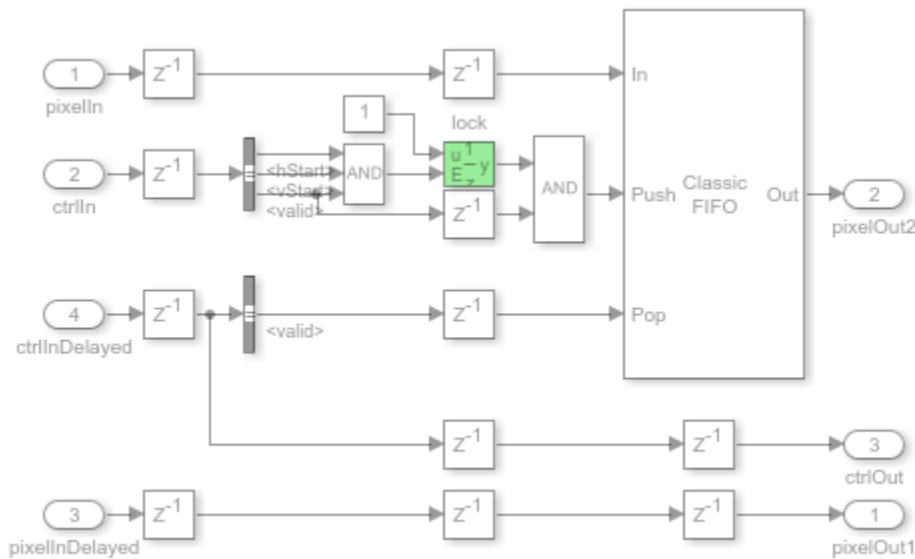 1
pixelIn
Z-1
Z-1
In
1
lock
2
ctrlIn
Z-1
<hStart>
<vStart>
<valid>
AND
u 1 y
E z
Z-1
AND
Push
Classic
FIFO
Out
2
pixelOut2
4
ctrlInDelayed
Z-1
<valid>
Z-1
Pop
Z-1
Z-1
3
ctrlOut
3
pixelInDelayed
Z-1
Z-1
Z-1
1
pixelOut1